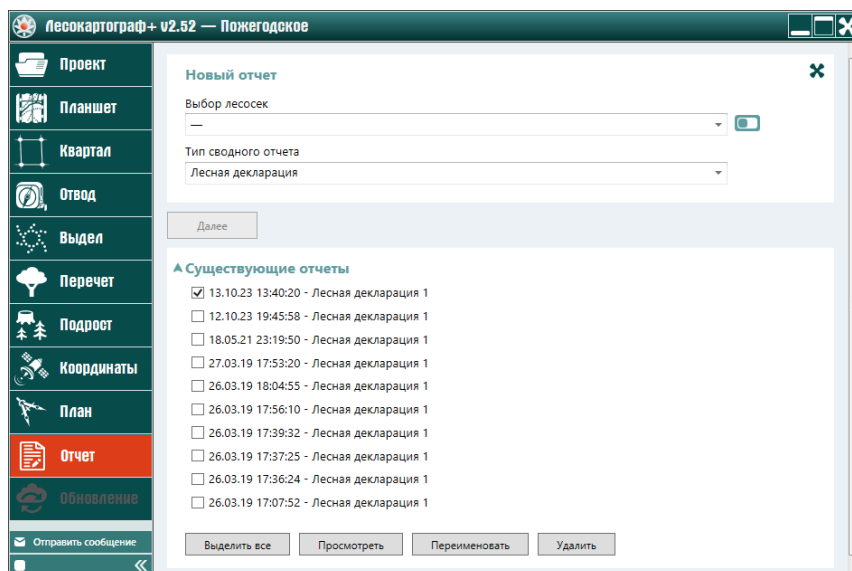 Лесокартограф+ v2.52 — Пожегодское
Проект
Планшет
Квартал
Отвод
Выдел
Перечет
Подрост
Координаты
План
Отчет
Обновление
Отправить сообщение
Новый отчет
Выбор лесосек
—
Тип сводного отчета
Лесная декларация
Далее
Существующие отчеты
13.10.23 13:40:20 - Лесная декларация 1
12.10.23 19:45:58 - Лесная декларация 1
18.05.21 23:19:50 - Лесная декларация 1
27.03.19 17:53:20 - Лесная декларация 1
26.03.19 18:04:55 - Лесная декларация 1
26.03.19 17:56:10 - Лесная декларация 1
26.03.19 17:39:32 - Лесная декларация 1
26.03.19 17:37:25 - Лесная декларация 1
26.03.19 17:36:24 - Лесная декларация 1
26.03.19 17:07:52 - Лесная декларация 1
Выделить все Просмотреть Переименовать Удалить